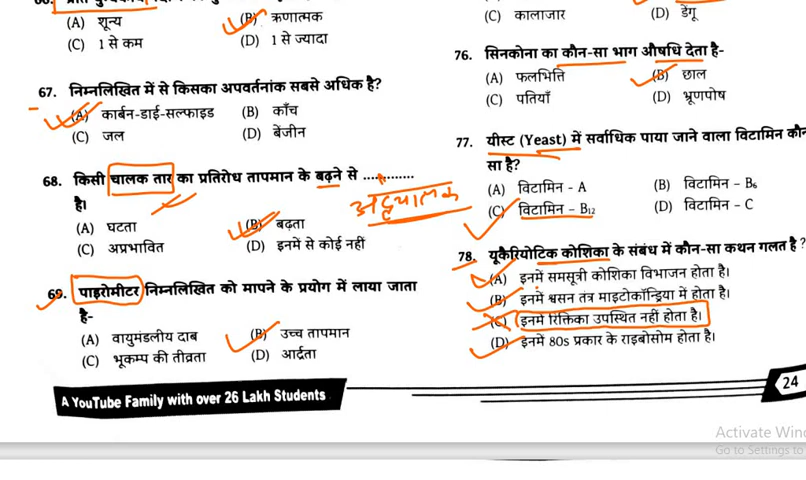 (A) शून्य
(B) ऋणात्मक
(C) 1 से कम
(D) 1 से ज्यादा
67. निम्नलिखित में से किसका अपवर्तनांक सबसे अधिक है?
(A) कार्बन-डाई-सल्फाइड
(B) काँच
(C) जल
(D) बेंजीन
68. किसी चालक तार का प्रतिरोध तापमान के बढ़ने से ............
है।
(A) घटता
(B) बढ़ता
(C) अप्रभावित
(D) इनमें से कोई नहीं
69. पाइरोमीटर निम्नलिखित को मापने के प्रयोग में लाया जाता
है-
(A) वायुमंडलीय दाब
(B) उच्च तापमान
(C) भूकम्प की तीव्रता
(D) आर्द्रता
A YouTube Family with over 26 Lakh Students
(C) कालाजार
(D) डेंगू
76. सिनकोना का कौन-सा भाग औषधि देता है-
(A) फलभिति
(B) छाल
(C) पतियाँ
(D) भ्रूणपोष
77. यीस्ट (Yeast) में सर्वाधिक पाया जाने वाला विटामिन कौन
सा है?
(A) विटामिन - A
(B) विटामिन – B₆
(C) विटामिन – B₁₂
(D) विटामिन – C
78. यूकैरियोटिक कोशिका के संबंध में कौन-सा कथन गलत है?
(A) इनमें समसूत्री कोशिका विभाजन होता है।
(B) इनमें श्वसन तंत्र माइटोकॉन्ड्रिया में होता है।
(C) इनमें रिक्तिका उपस्थित नहीं होता है।
(D) इनमें 80s प्रकार के राइबोसोम होता है।
24
Activate Win
Go to Settings to